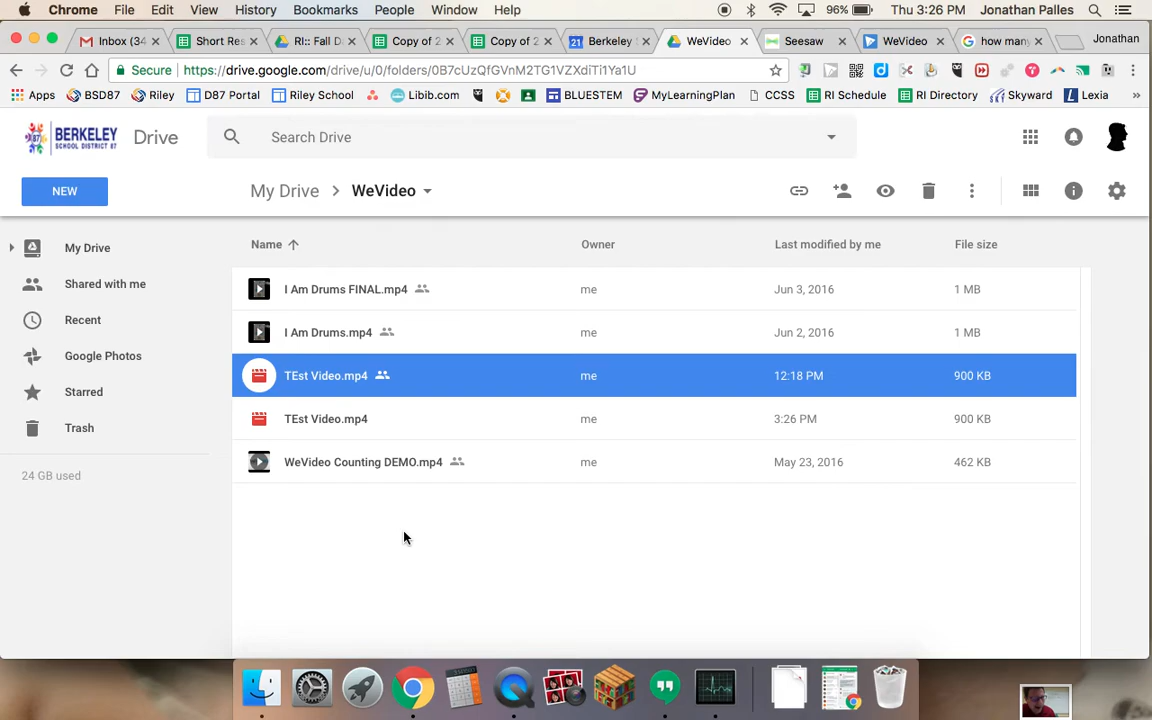 Chrome File Edit View History Bookmarks People Window Help 96% Thu 3:26 PM Jonathan Palles
Inbox (34 Short Res RI:: Fall D Copy of 2 Copy of 2 Berkeley WeVideo Seesaw WeVideo how many Jonathan
Secure https://drive.google.com/drive/u/0/folders/0B7cUzQfGVnM2TG1VZXdiTi1Ya1U
Apps BSD87 Riley D87 Portal Riley School Libib.com BLUESTEM MyLearningPlan CCSS RI Schedule RI Directory Skyward Lexia »
87 BERKELEY SCHOOL DISTRICT 87 Drive Search Drive
NEW My Drive > WeVideo
Name Owner Last modified by me File size
My Drive
Shared with me
Recent
Google Photos
Starred
Trash
24 GB used
I Am Drums FINAL.mp4 me Jun 3, 2016 1 MB
I Am Drums.mp4 me Jun 2, 2016 1 MB
TEst Video.mp4 me 12:18 PM 900 KB
TEst Video.mp4 me 3:26 PM 900 KB
WeVideo Counting DEMO.mp4 me May 23, 2016 462 KB